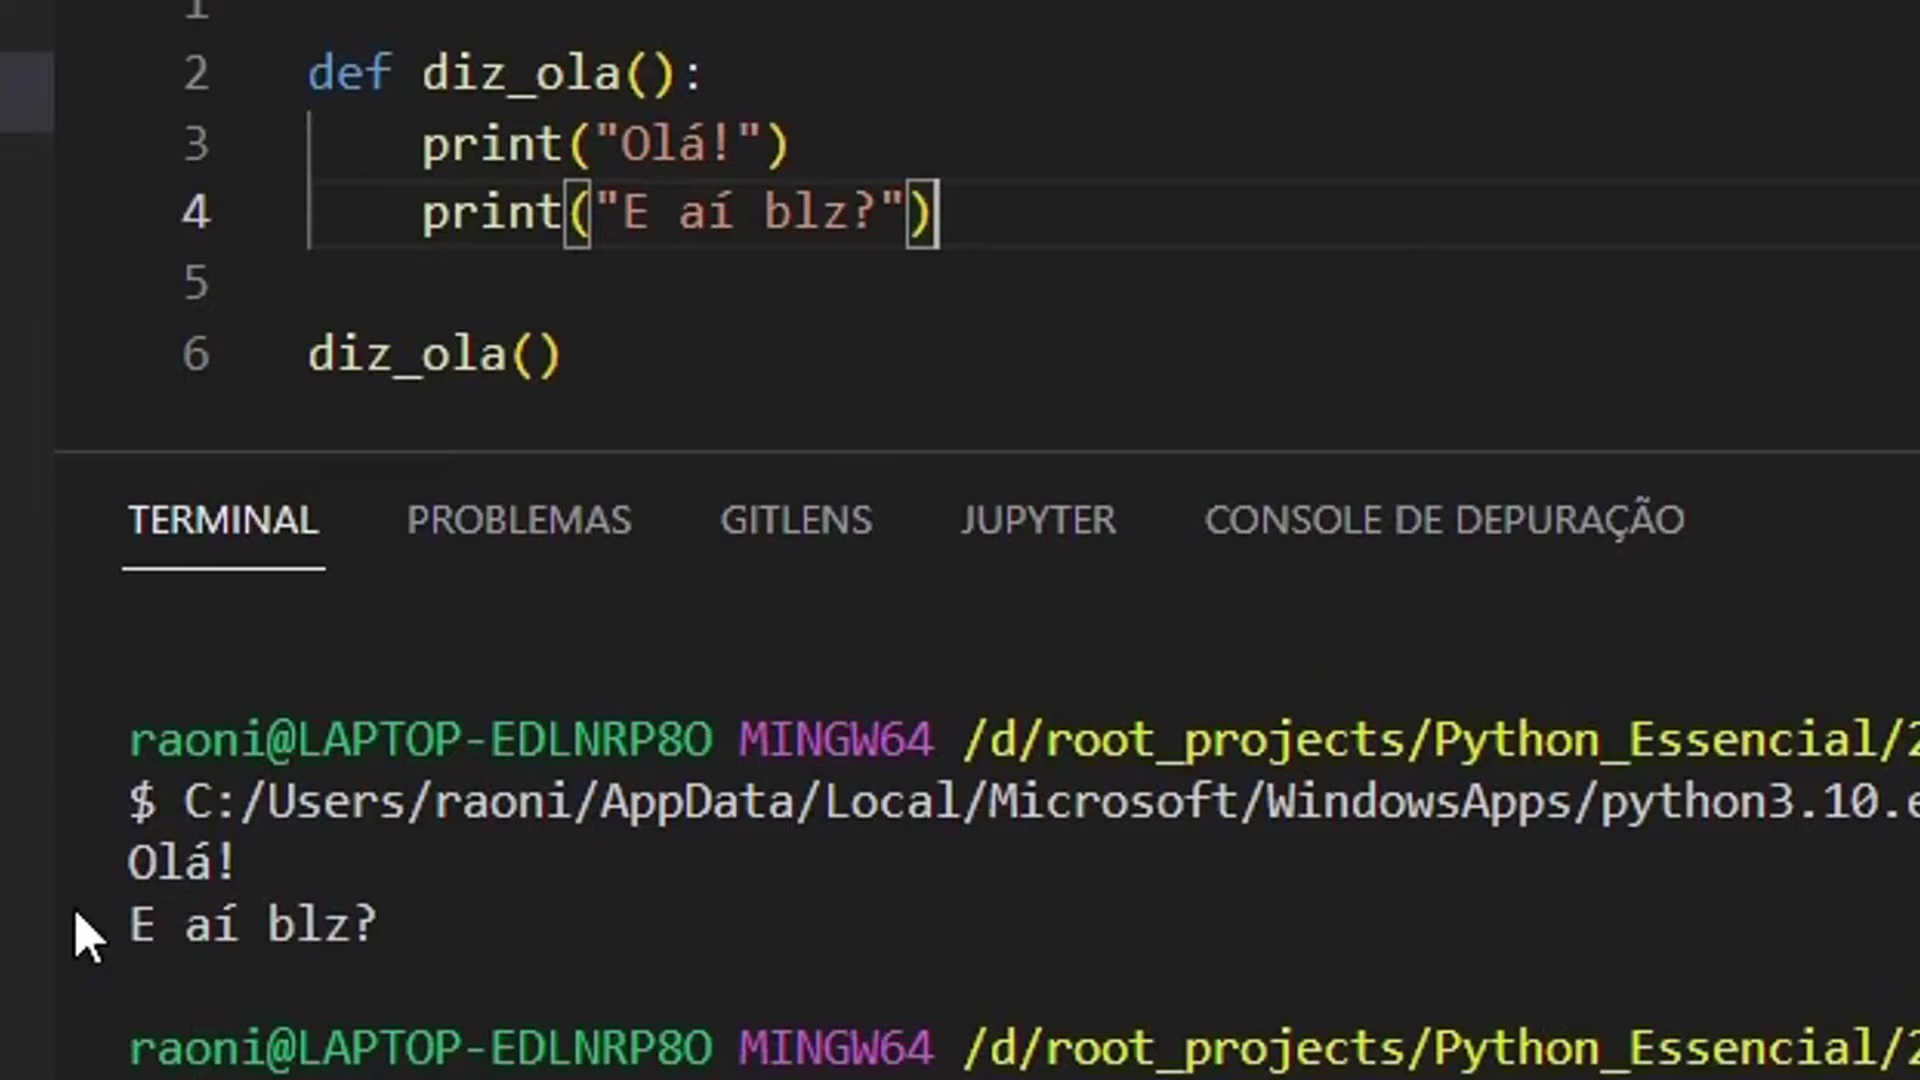 1
2 def diz_ola():
3 print("Olá!")
4 print("E aí blz?")
5
6 diz_ola()
TERMINAL PROBLEMAS GITLENS JUPYTER CONSOLE DE DEPURAÇÃO
raoni@LAPTOP-EDLNRP8O MINGW64 /d/root_projects/Python_Essencial/2
$ C:/Users/raoni/AppData/Local/Microsoft/WindowsApps/python3.10.e
Olá!
E aí blz?
raoni@LAPTOP-EDLNRP8O MINGW64 /d/root_projects/Python_Essencial/2